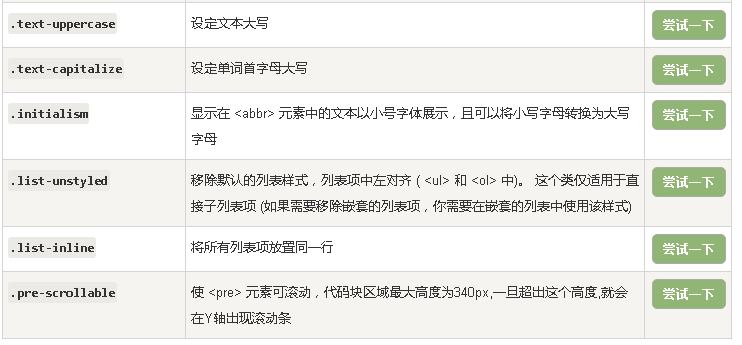 .text-uppercase 设定文本大写 尝试一下
.text-capitalize 设定单词首字母大写 尝试一下
.initialism 显示在 <abbr> 元素中的文本以小号字体展示，且可以将小写字母转换为大写 尝试一下
字母
.list-unstyled 移除默认的列表样式，列表项中左对齐 ( <ul> 和 <ol> 中)。 这个类仅适用于直 尝试一下
接子列表项 (如果需要移除嵌套的列表项，你需要在嵌套的列表中使用该样式)
.list-inline 将所有列表项放置同一行 尝试一下
.pre-scrollable 使 <pre> 元素可滚动，代码块区域最大高度为340px,一旦超出这个高度,就会 尝试一下
在Y轴出现滚动条